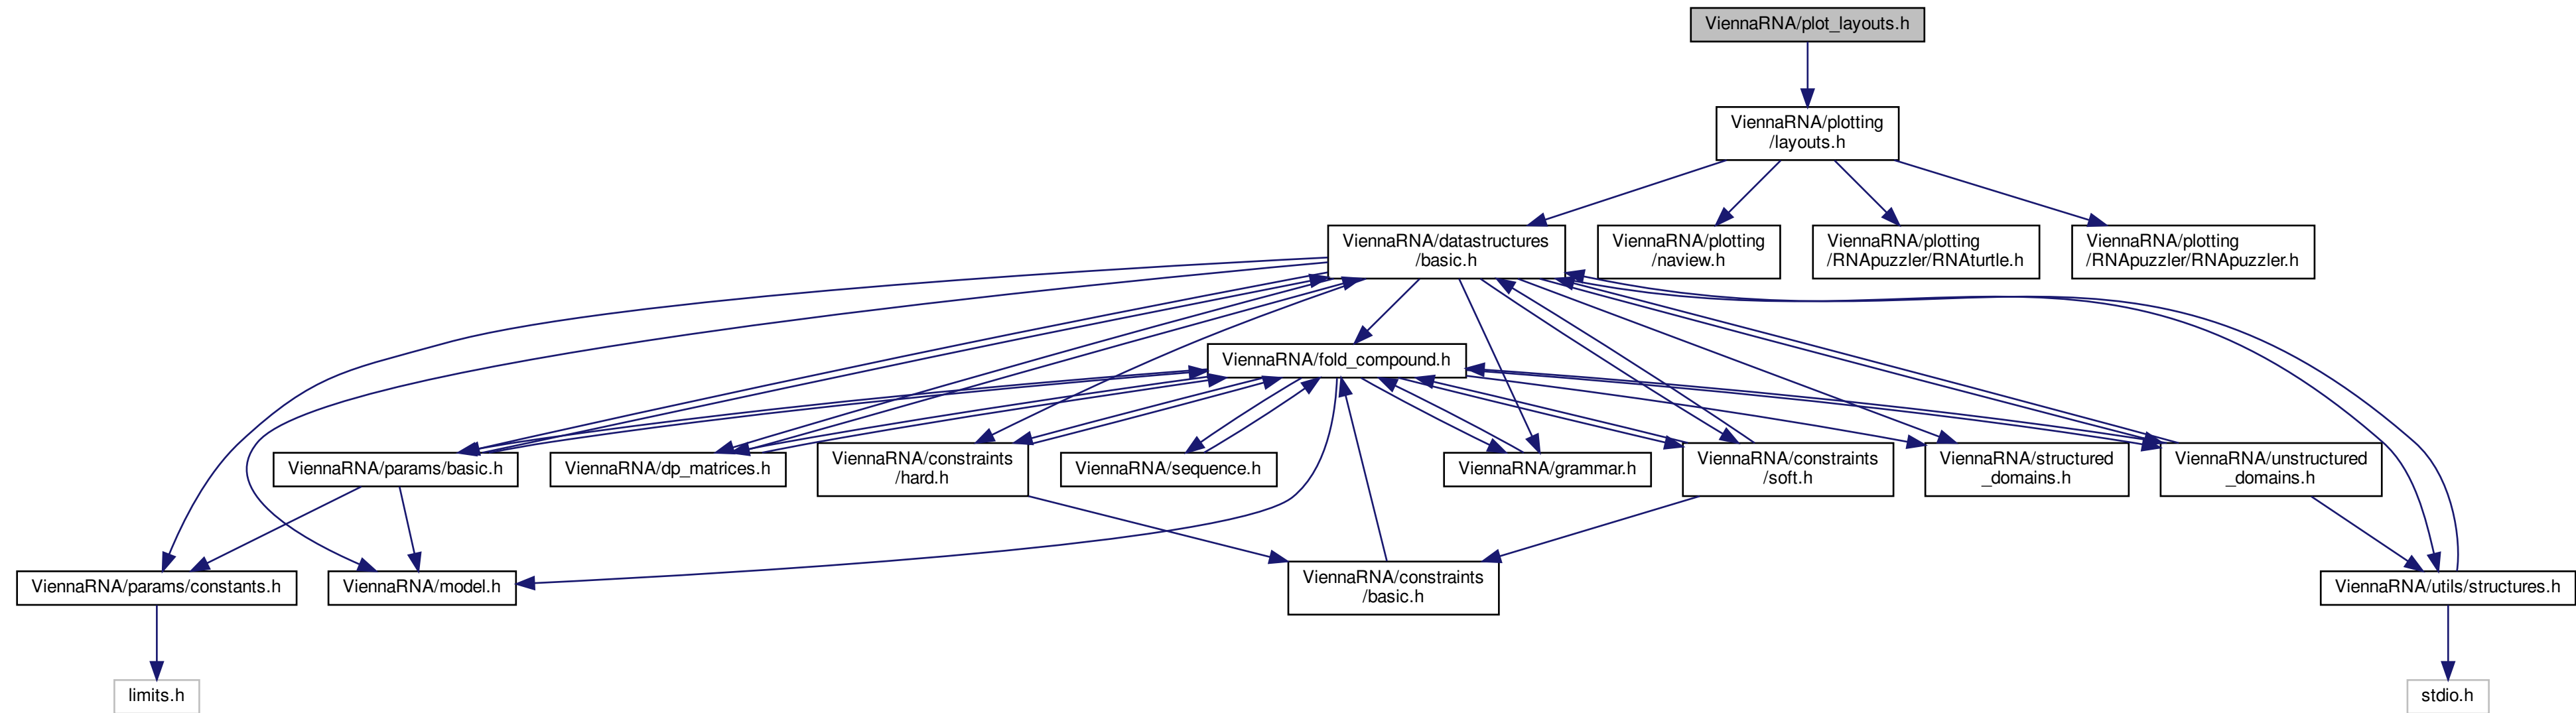 ViennaRNA/plot_layouts.h
ViennaRNA/plotting
/layouts.h
ViennaRNA/datastructures
/basic.h
ViennaRNA/plotting
/naview.h
ViennaRNA/plotting
/RNApuzzler/RNAturtle.h
ViennaRNA/plotting
/RNApuzzler/RNApuzzler.h
ViennaRNA/fold_compound.h
ViennaRNA/params/basic.h
ViennaRNA/dp_matrices.h
ViennaRNA/constraints
/hard.h
ViennaRNA/sequence.h
ViennaRNA/grammar.h
ViennaRNA/constraints
/soft.h
ViennaRNA/structured
_domains.h
ViennaRNA/unstructured
_domains.h
ViennaRNA/params/constants.h
ViennaRNA/model.h
ViennaRNA/constraints
/basic.h
ViennaRNA/utils/structures.h
limits.h
stdio.h